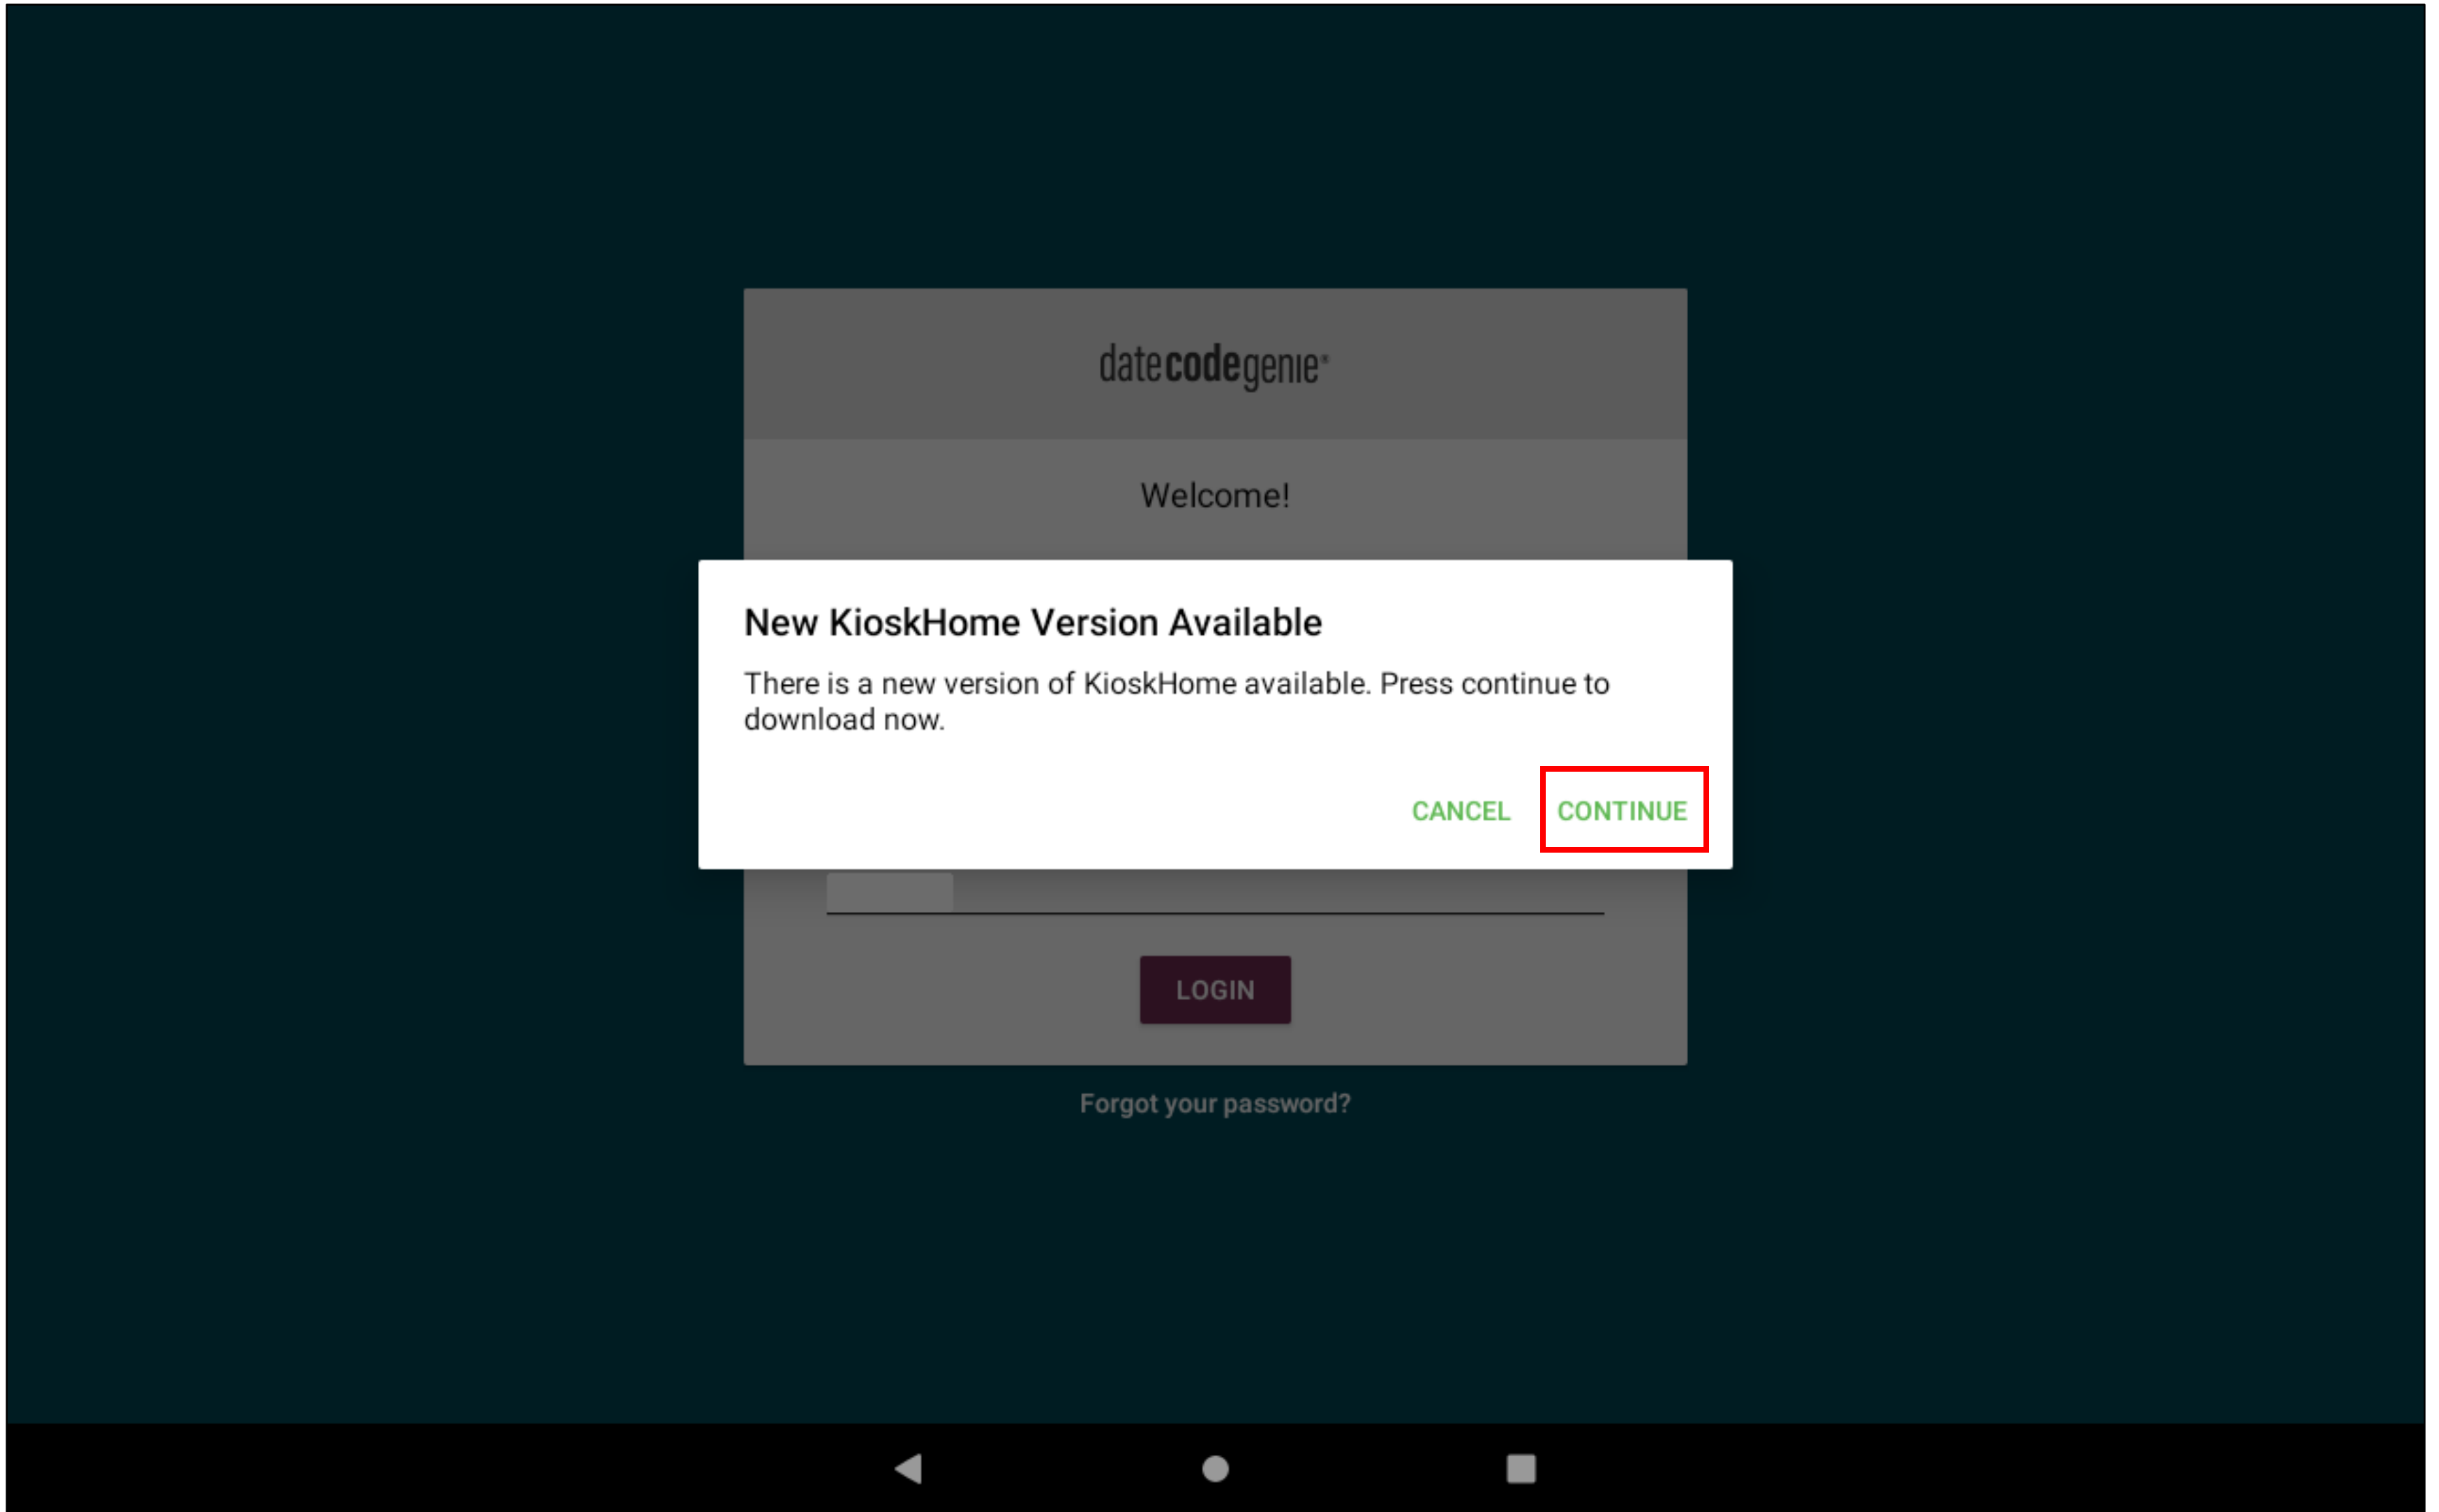 datecodegenie®
Welcome!
New KioskHome Version Available
There is a new version of KioskHome available. Press continue to
download now.
CANCEL CONTINUE
LOGIN
Forgot your password?